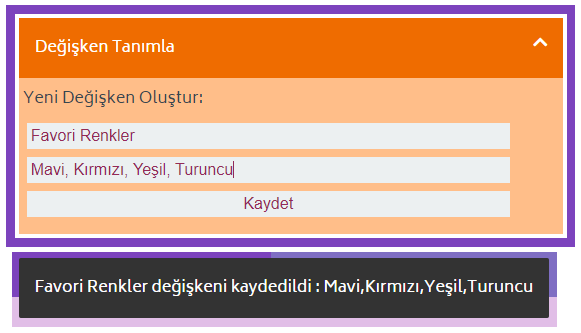 Değişken Tanımla
Yeni Değişken Oluştur:
Favori Renkler
Mavi, Kırmızı, Yeşil, Turuncu
Kaydet
Favori Renkler değişkeni kaydedildi : Mavi,Kırmızı,Yeşil,Turuncu